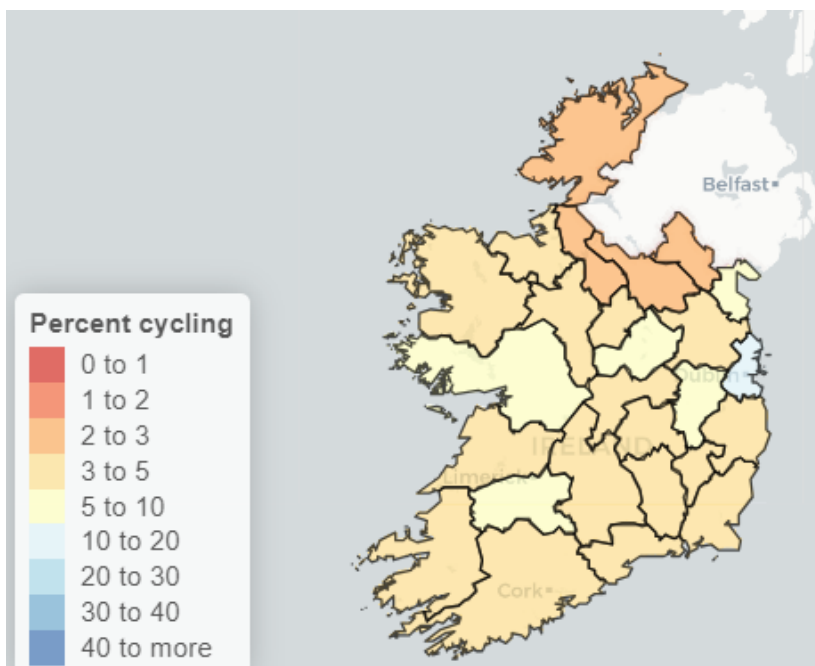 Belfast
Percent cycling
0 to 1
1 to 2
2 to 3
3 to 5
5 to 10
10 to 20
20 to 30
30 to 40
40 to more
Dublin
IRELAND
Limerick
Cork